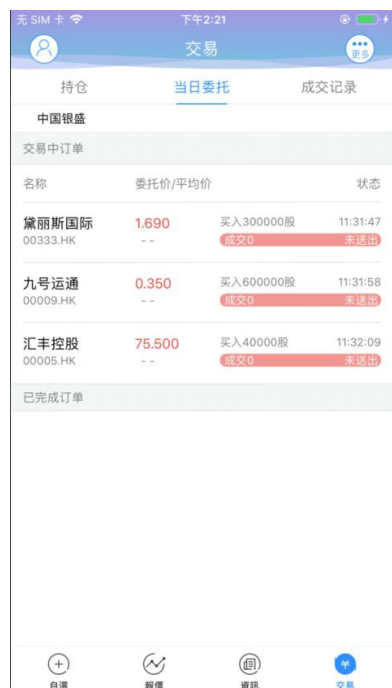 无 SIM 卡 下午2:21
交易
更多
持仓 当日委托 成交记录
中国银盛
交易中订单
名称 委托价/平均价 状态
黛丽斯国际 1.690 买入300000股 11:31:47
00333.HK -- 成交0 未送出
九号运通 0.350 买入600000股 11:31:58
00009.HK -- 成交0 未送出
汇丰控股 75.500 买入40000股 11:32:09
00005.HK -- 成交0 未送出
已完成订单
自選 報價 資訊 交易